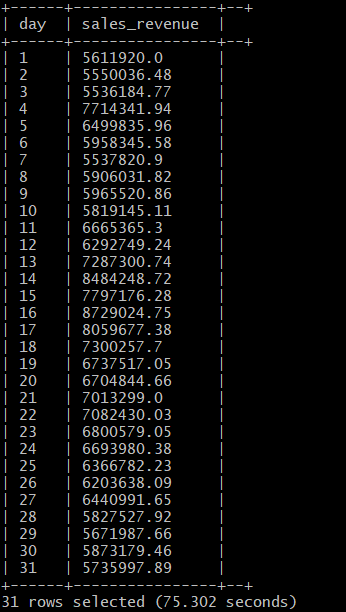 +------+----------------+--+
| day | sales_revenue |
+------+----------------+--+
| 1 | 5611920.0 |
| 2 | 5550036.48 |
| 3 | 5536184.77 |
| 4 | 7714341.94 |
| 5 | 6499835.96 |
| 6 | 5958345.58 |
| 7 | 5537820.9 |
| 8 | 5906031.82 |
| 9 | 5965520.86 |
| 10 | 5819145.11 |
| 11 | 6665365.3 |
| 12 | 6292749.24 |
| 13 | 7287300.74 |
| 14 | 8484248.72 |
| 15 | 7797176.28 |
| 16 | 8729024.75 |
| 17 | 8059677.38 |
| 18 | 7300257.7 |
| 19 | 6737517.05 |
| 20 | 6704844.66 |
| 21 | 7013299.0 |
| 22 | 7082430.03 |
| 23 | 6800579.05 |
| 24 | 6693980.38 |
| 25 | 6366782.23 |
| 26 | 6203638.09 |
| 27 | 6440991.65 |
| 28 | 5827527.92 |
| 29 | 5671987.66 |
| 30 | 5873179.46 |
| 31 | 5735997.89 |
+------+----------------+--+
31 rows selected (75.302 seconds)